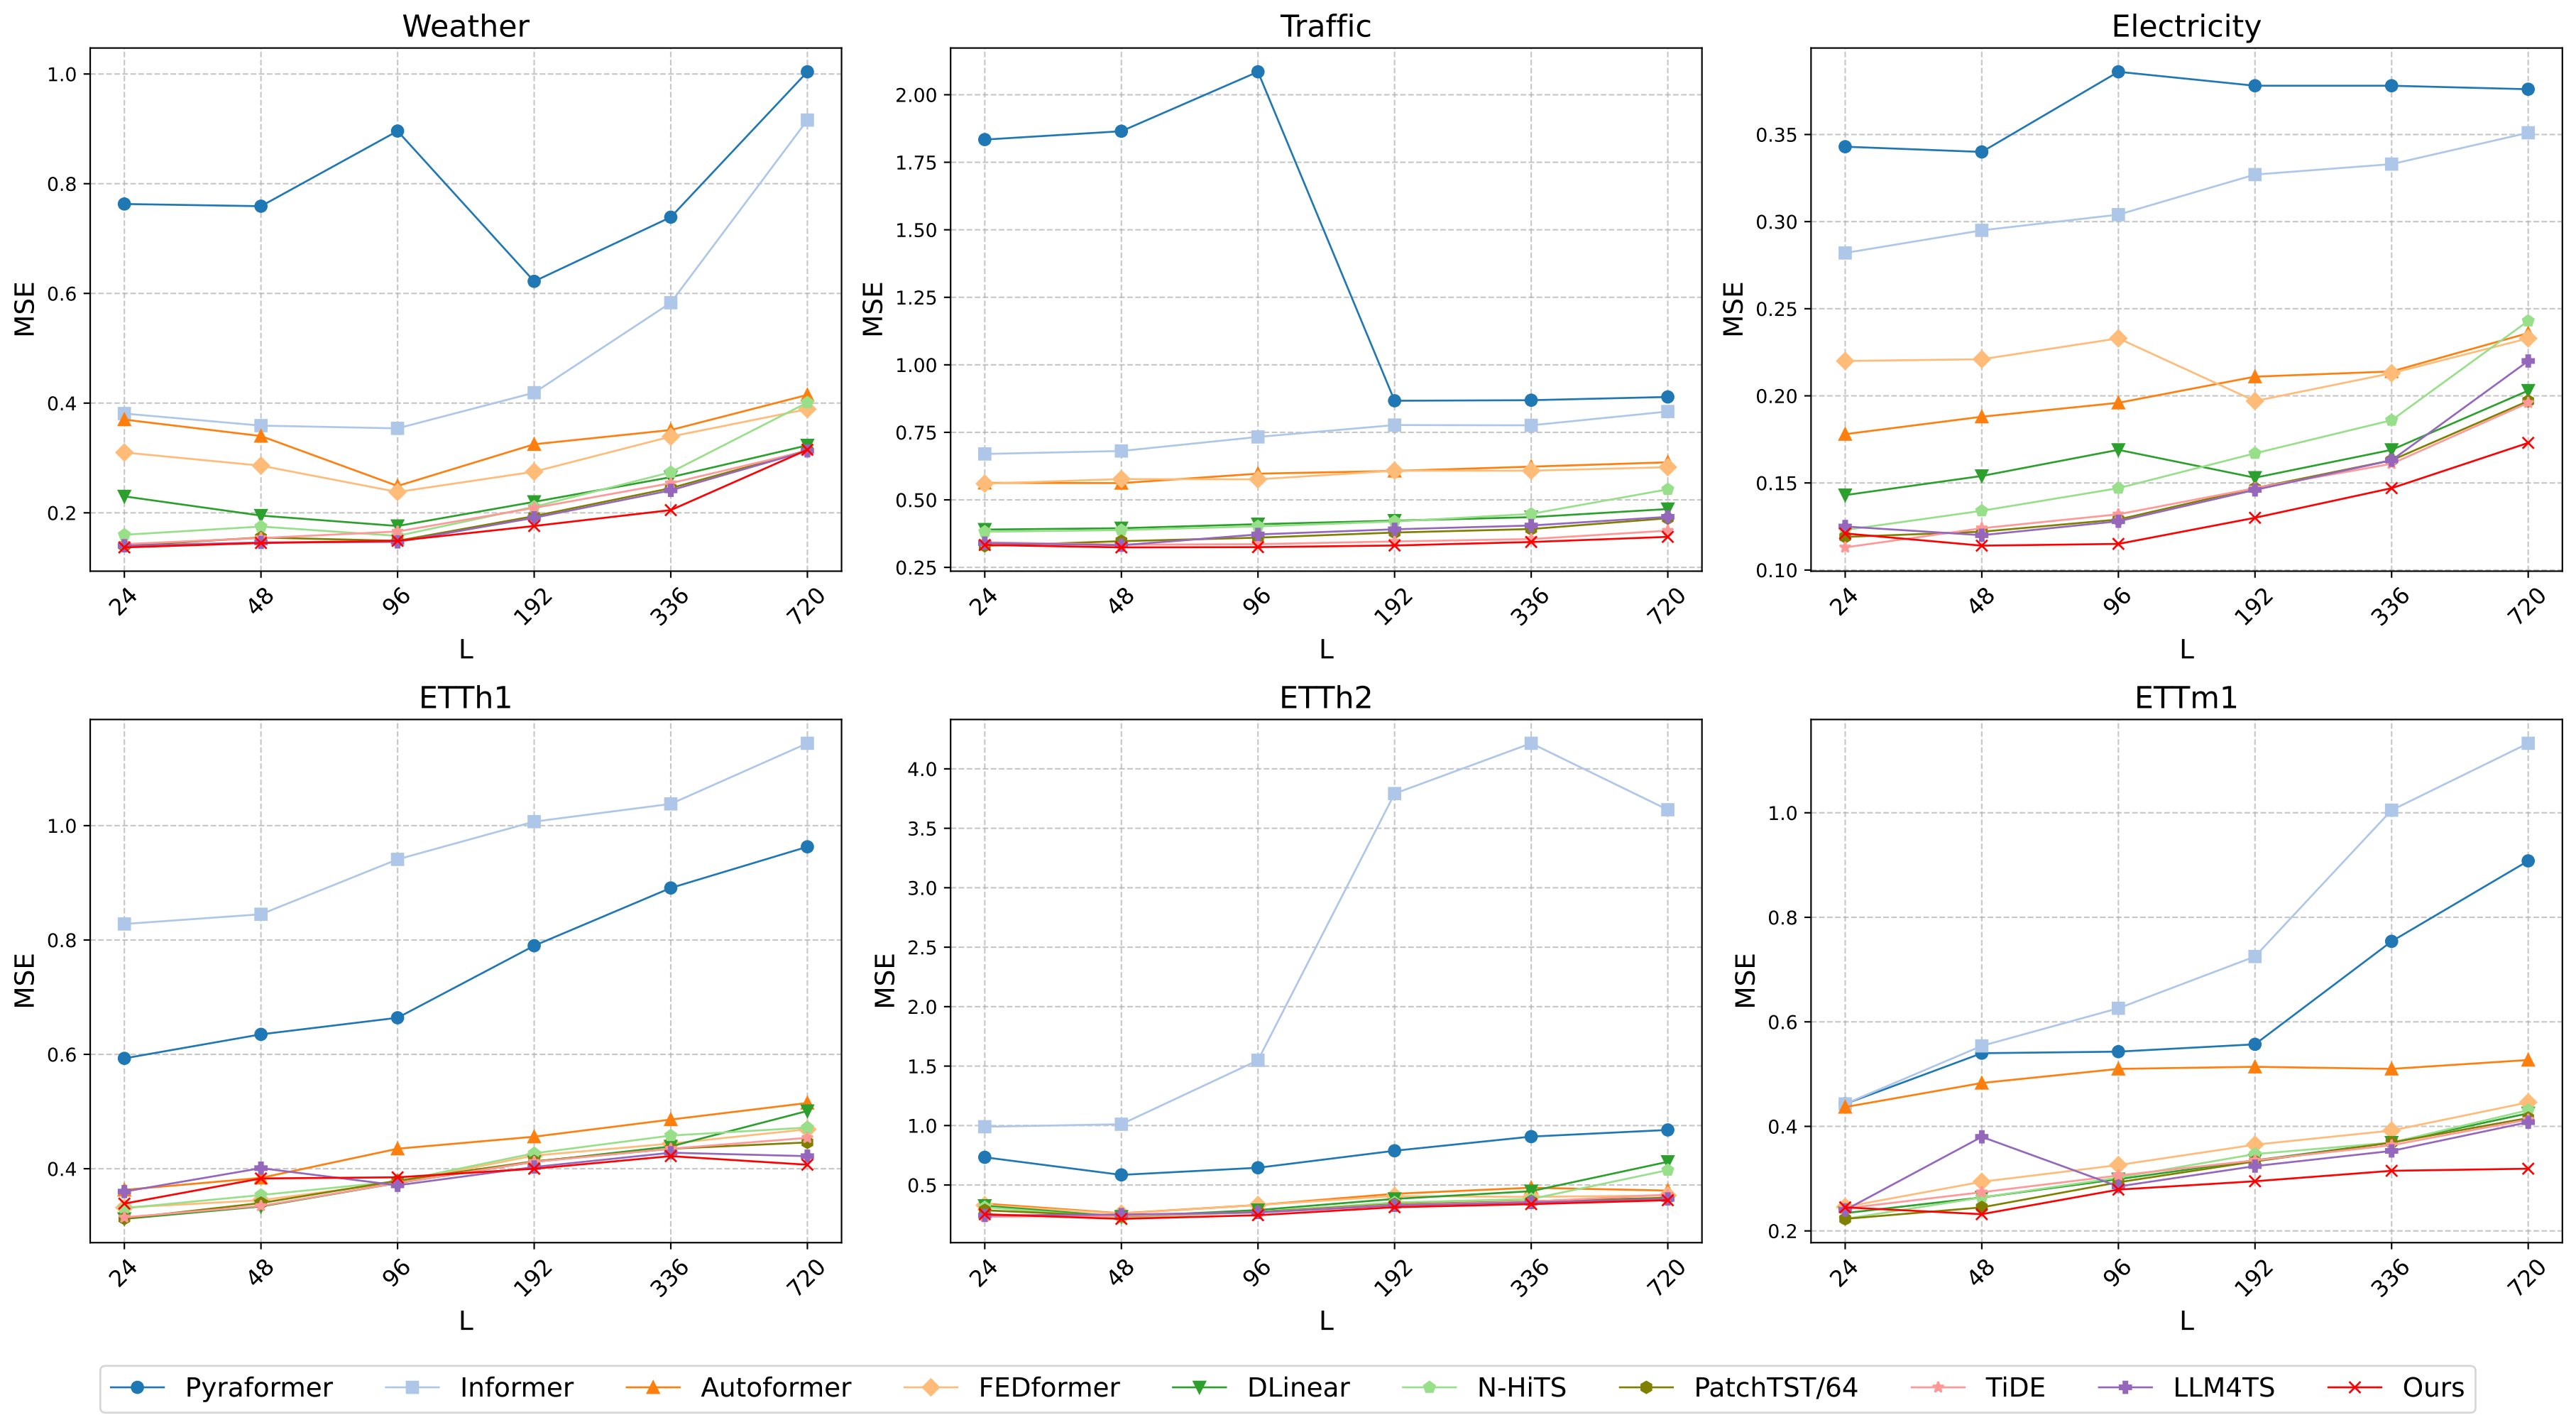 Weather
1.0
0.8
0.6
0.4
0.2
MSE
24 48 96 192 336 720
L
Traffic
2.00
1.75
1.50
1.25
1.00
0.75
0.50
0.25
MSE
24 48 96 192 336 720
L
Electricity
0.35
0.30
0.25
0.20
0.15
0.10
MSE
24 48 96 192 336 720
L
ETTh1
1.0
0.8
0.6
0.4
MSE
24 48 96 192 336 720
L
ETTh2
4.0
3.5
3.0
2.5
2.0
1.5
1.0
0.5
MSE
24 48 96 192 336 720
L
ETTm1
1.0
0.8
0.6
0.4
0.2
MSE
24 48 96 192 336 720
L
Pyraformer Informer Autoformer FEDformer DLinear N-HiTS PatchTST/64 TiDE LLM4TS Ours